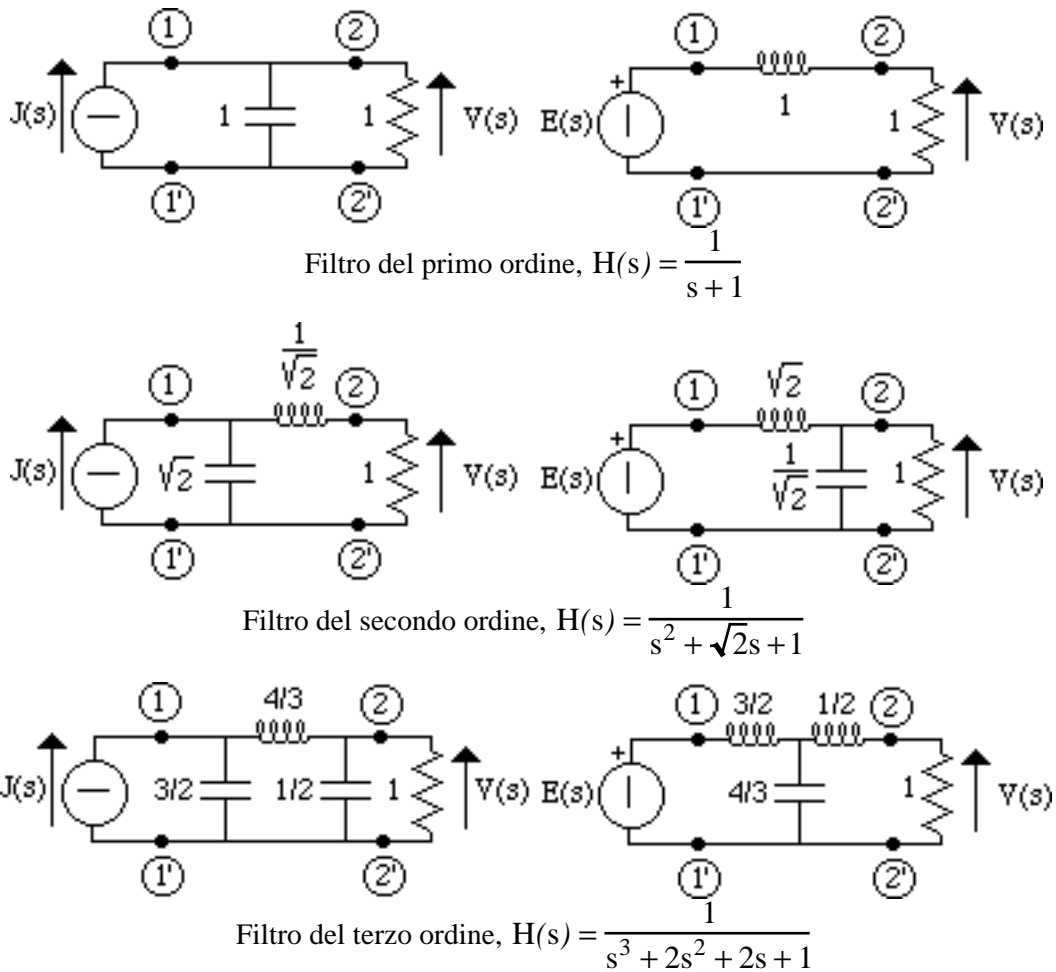 ① ② ① ②
J(s) 1 1 V(s) E(s) 1 1 V(s)
①' ②' ①' ②'
Filtro del primo ordine, H(s) = 1/(s + 1)
1/√2 √2
① ② ① ②
J(s) √2 1 V(s) E(s) 1/√2 1 V(s)
①' ②' ①' ②'
Filtro del secondo ordine, H(s) = 1/(s² + √2s + 1)
① 4/3 ② ① 3/2 1/2 ②
J(s) 3/2 1/2 1 V(s) E(s) 4/3 1 V(s)
①' ②' ①' ②'
Filtro del terzo ordine, H(s) = 1/(s³ + 2s² + 2s + 1)